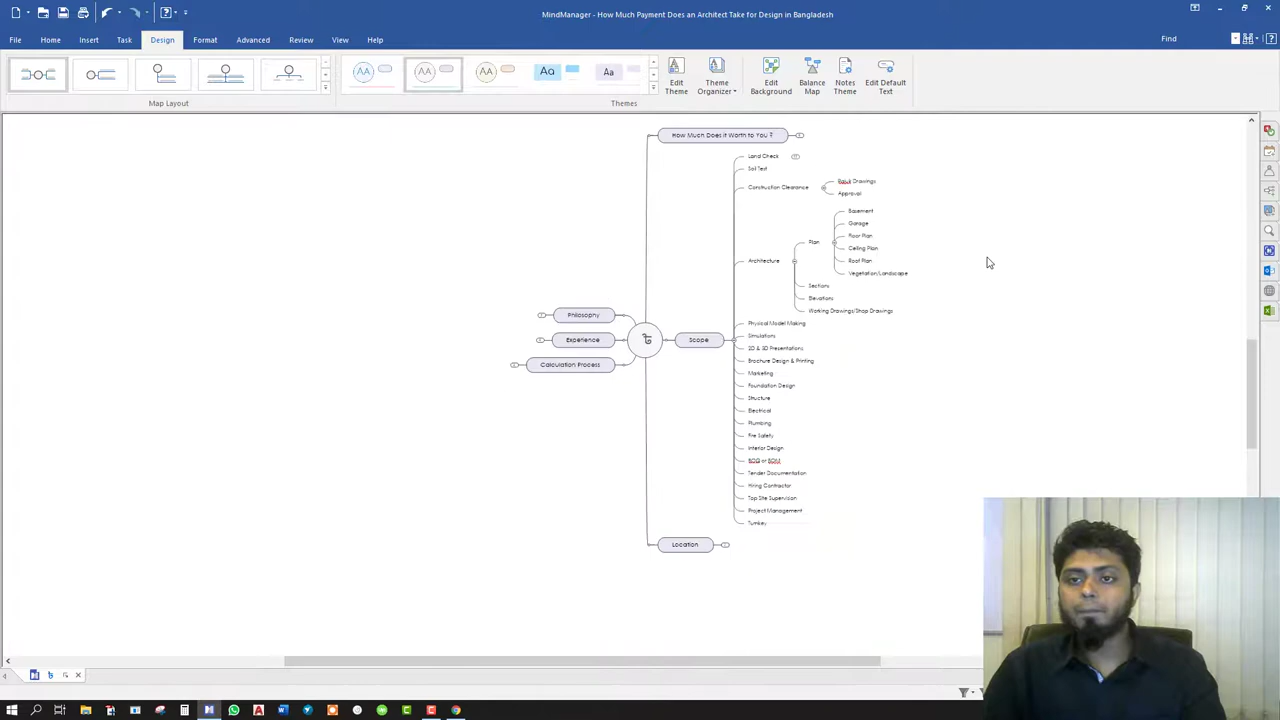 MindManager - How Much Payment Does an Architect Take for Design in Bangladesh
File Home Insert Task Design Format Advanced Review View Help
Find
Edit Theme
Theme Organizer
Edit Background
Balance Map
Notes Theme
Edit Default Text
Map Layout
Themes
How Much Does it Worth to You ?
Land Check
Soil Test
Construction Clearance
Rajuk Drawings
Approval
Architecture
Plan
Basement
Garage
Floor Plan
Ceiling Plan
Roof Plan
Vegetation/Landscape
Sections
Elevations
Working Drawings/Shop Drawings
Philosophy
Experience
Calculation Process
৳
Scope
Physical Model Making
Simulations
2D & 3D Presentations
Brochure Design & Printing
Marketing
Foundation Design
Structure
Electrical
Plumbing
Fire Safety
Interior Design
BOQ or BOM
Tender Documentation
Hiring Contractor
Top Site Supervision
Project Management
Turnkey
Location